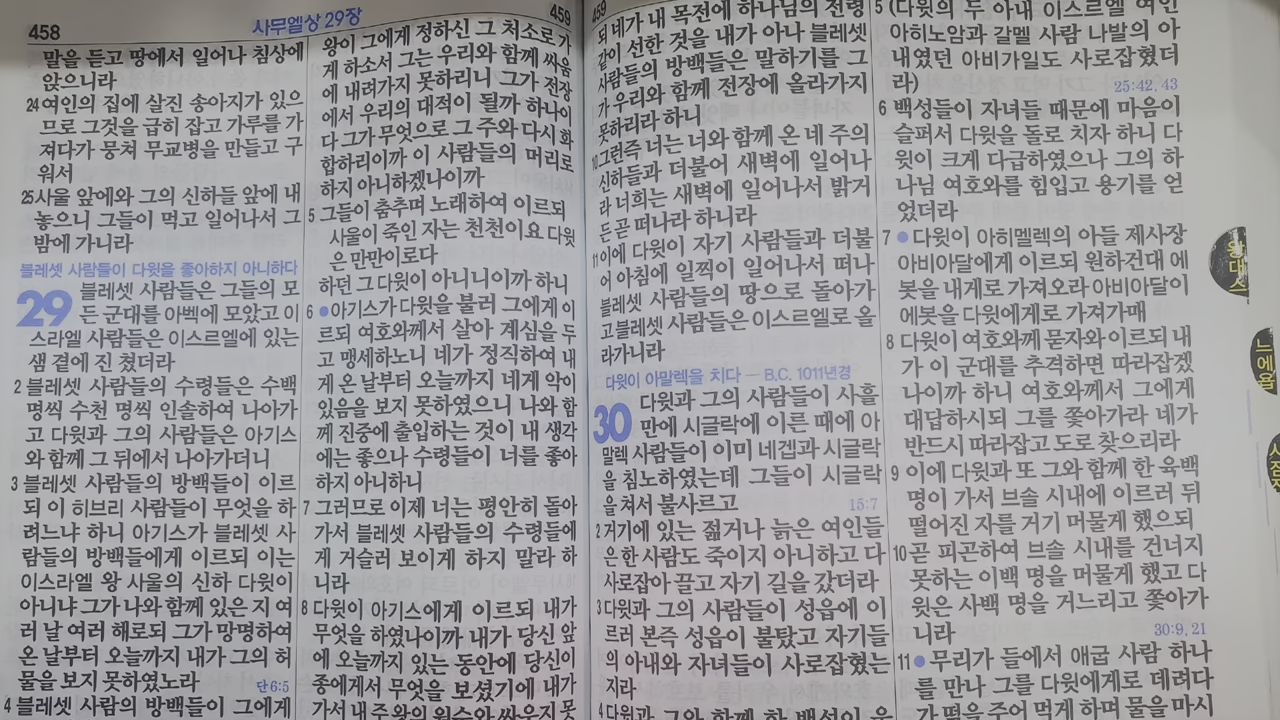 458
사무엘상 29장
459
말을 듣고 땅에서 일어나 침상에
앉으니라
24 여인의 집에 살진 송아지가 있으
므로 그것을 급히 잡고 가루를 가
져다가 뭉쳐 무교병을 만들고 구
워서
25 사울 앞에와 그의 신하들 앞에 내
놓으니 그들이 먹고 일어나서 그
밤에 가니라
블레셋 사람들이 다윗을 좋아하지 아니하다
29 블레셋 사람들은 그들의 모
든 군대를 아벡에 모았고 이
스라엘 사람들은 이스르엘에 있는
샘 곁에 진 쳤더라
2 블레셋 사람들의 수령들은 수백
명씩 수천 명씩 인솔하여 나아가
고 다윗과 그의 사람들은 아기스
와 함께 그 뒤에서 나아가더니
3 블레셋 사람들의 방백들이 이르
되 이 히브리 사람들이 무엇을 하
려느냐 하니 아기스가 블레셋 사
람들의 방백들에게 이르되 이는
이스라엘 왕 사울의 신하 다윗이
아니냐 그가 나와 함께 있은 지 여
러 날 여러 해로되 그가 망명하여
온 날부터 오늘까지 내가 그의 허
물을 보지 못하였노라 단6:5
4 블레셋 사람의 방백들이 그에게
왕이 그에게 정하신 그 처소로 가
게 하소서 그는 우리와 함께 싸움
에 내려가지 못하리니 그가 전장
에서 우리의 대적이 될까 하나이
다 그가 무엇으로 그 주와 다시 화
합하리이까 이 사람들의 머리로
하지 아니하겠나이까
5 그들이 춤추며 노래하여 이르되
사울이 죽인 자는 천천이요 다윗
은 만만이로다
하던 그 다윗이 아니니이까 하니
6 ●아기스가 다윗을 불러 그에게 이
르되 여호와께서 살아 계심을 두
고 맹세하노니 네가 정직하여 내
게 온 날부터 오늘까지 네게 악이
있음을 보지 못하였으니 나와 함
께 진중에 출입하는 것이 내 생각
에는 좋으나 수령들이 너를 좋아
하지 아니하니
7 그러므로 이제 너는 평안히 돌아
가서 블레셋 사람들의 수령들에
게 거슬러 보이게 하지 말라 하
니라
8 다윗이 아기스에게 이르되 내가
무엇을 하였나이까 내가 당신 앞
에 오늘까지 있는 동안에 당신이
종에게서 무엇을 보셨기에 내가
가서 내 주 왕의 원수와 싸우지 못
459
되 네가 내 목전에 하나님의 전령
같이 선한 것을 내가 아나 블레셋
사람들의 방백들은 말하기를 그
가 우리와 함께 전장에 올라가지
못하리라 하니
10 그런즉 너는 너와 함께 온 네 주의
신하들과 더불어 새벽에 일어나
라 너희는 새벽에 일어나서 밝거
든 곧 떠나라 하니라
11 이에 다윗이 자기 사람들과 더불
어 아침에 일찍이 일어나서 떠나
블레셋 사람들의 땅으로 돌아가
고 블레셋 사람들은 이스르엘로 올
라가니라
다윗이 아말렉을 치다 — B.C. 1011년경
30 다윗과 그의 사람들이 사흘
만에 시글락에 이른 때에 아
말렉 사람들이 이미 네겝과 시글락
을 침노하였는데 그들이 시글락
을 쳐서 불사르고 15:7
2 거기에 있는 젊거나 늙은 여인들
은 한 사람도 죽이지 아니하고 다
사로잡아 끌고 자기 길을 갔더라
3 다윗과 그의 사람들이 성읍에 이
르러 본즉 성읍이 불탔고 자기들
의 아내와 자녀들이 사로잡혔는
지라
4 다윗과 그와 함께 한 백성이 울
5 (다윗의 두 아내 이스르엘 여인
아히노암과 갈멜 사람 나발의 아
내였던 아비가일도 사로잡혔더
라) 25:42, 43
6 백성들이 자녀들 때문에 마음이
슬퍼서 다윗을 돌로 치자 하니 다
윗이 크게 다급하였으나 그의 하
나님 여호와를 힘입고 용기를 얻
었더라
7 ●다윗이 아히멜렉의 아들 제사장
아비아달에게 이르되 원하건대 에
봇을 내게로 가져오라 아비아달이
에봇을 다윗에게로 가져가매
8 다윗이 여호와께 묻자와 이르되 내
가 이 군대를 추격하면 따라잡겠
나이까 하니 여호와께서 그에게
대답하시되 그를 쫓아가라 네가
반드시 따라잡고 도로 찾으리라
9 이에 다윗과 또 그와 함께 한 육백
명이 가서 브솔 시내에 이르러 뒤
떨어진 자를 거기 머물게 했으되
10 곧 피곤하여 브솔 시내를 건너지
못하는 이백 명을 머물게 했고 다
윗은 사백 명을 거느리고 쫓아가
니라 30:9, 21
11 ●무리가 들에서 애굽 사람 하나
를 만나 그를 다윗에게로 데려다
가 떡을 주어 먹게 하며 물을 마시
왕대스
느에욥